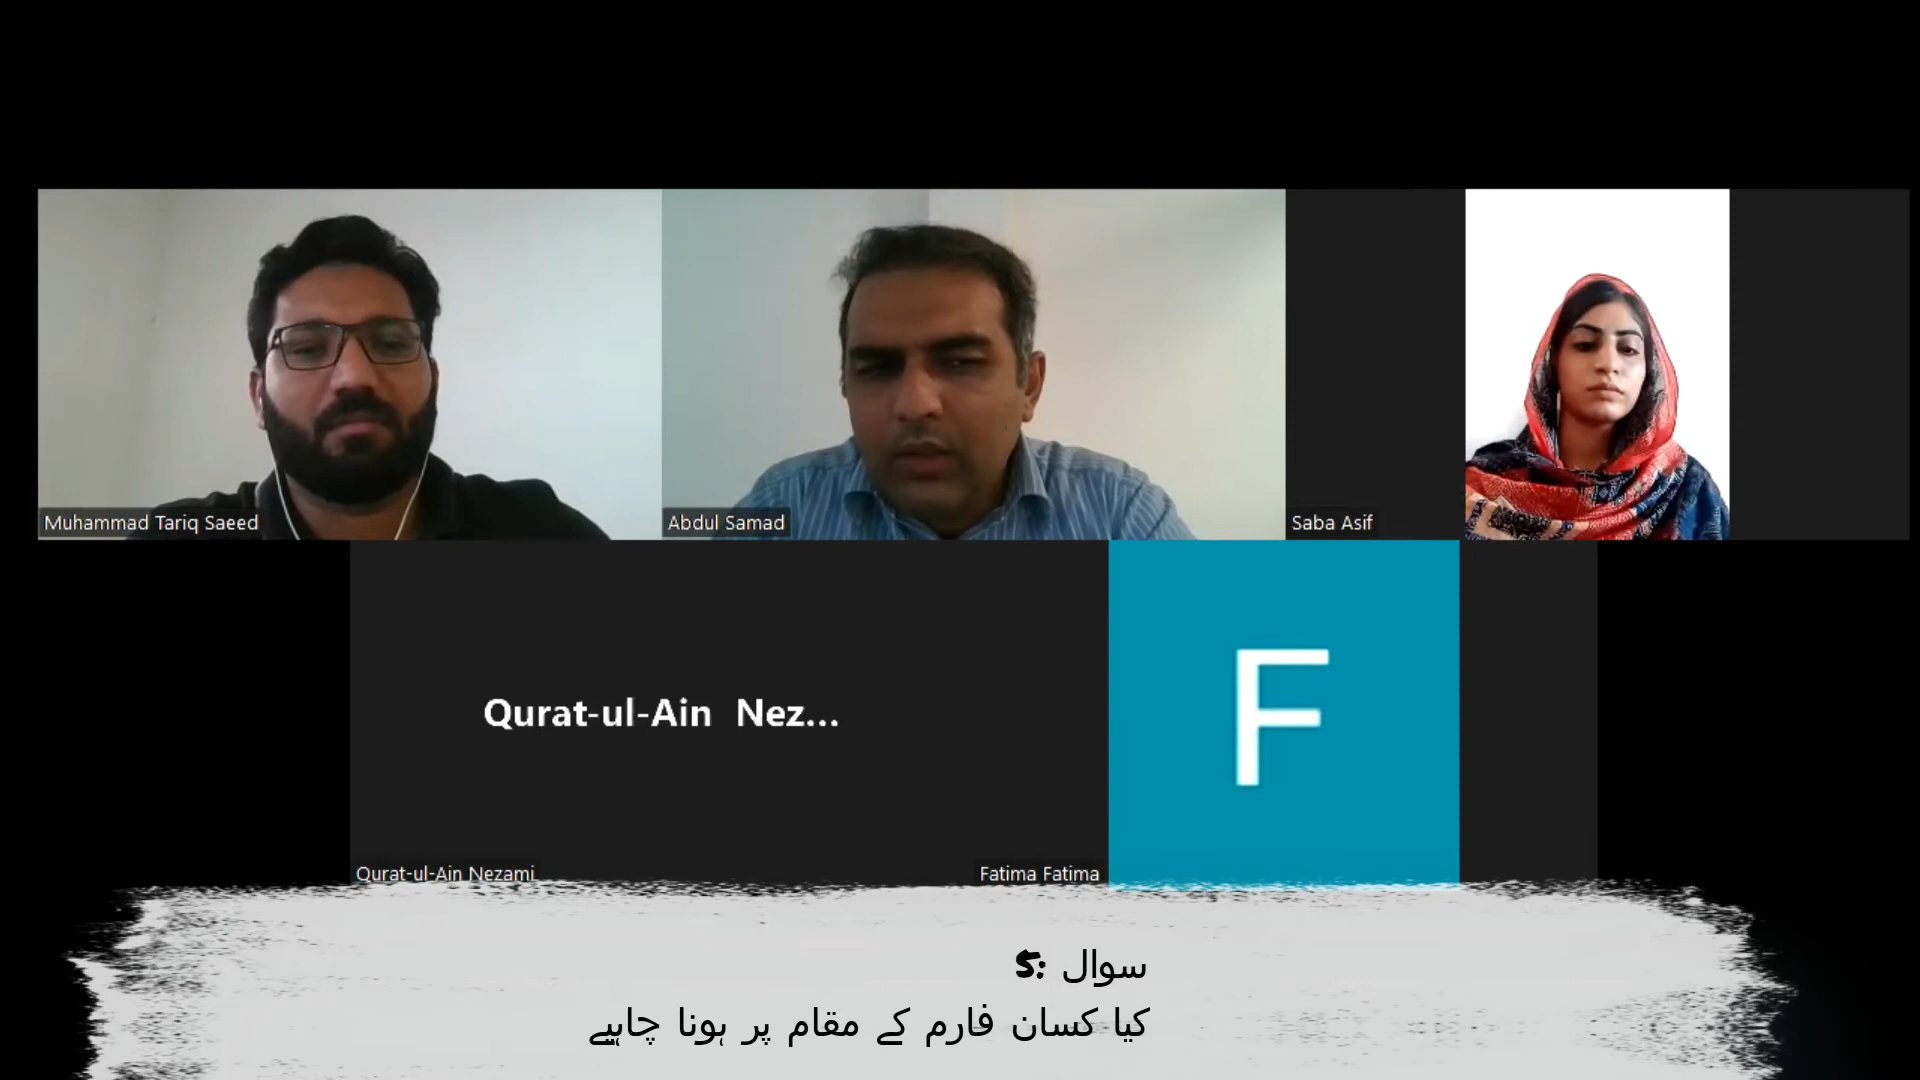 Muhammad Tariq Saeed
Abdul Samad
Saba Asif
Qurat-ul-Ain Nez...
F
Qurat-ul-Ain Nezami
Fatima Fatima
سوال :5
کیا کسان فارم کے مقام پر ہونا چاہیے